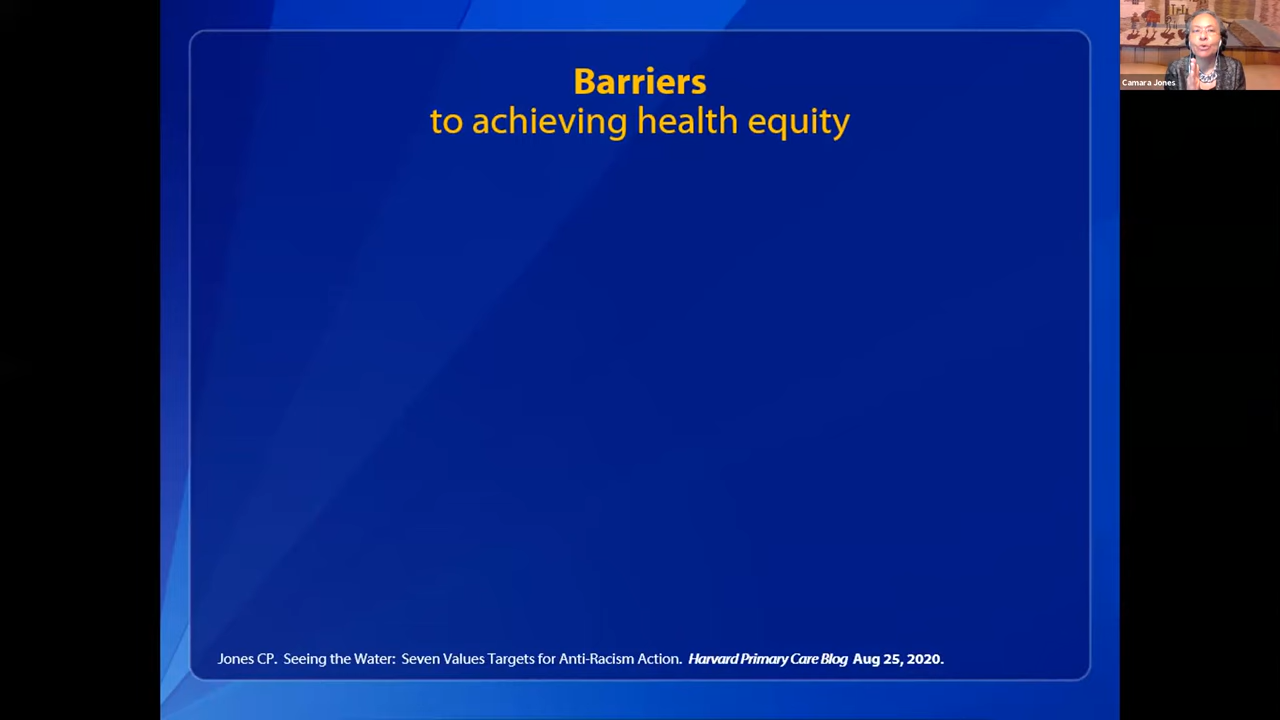 Barriers
to achieving health equity
Camara Jones
Jones CP. Seeing the Water: Seven Values Targets for Anti-Racism Action. Harvard Primary Care Blog Aug 25, 2020.